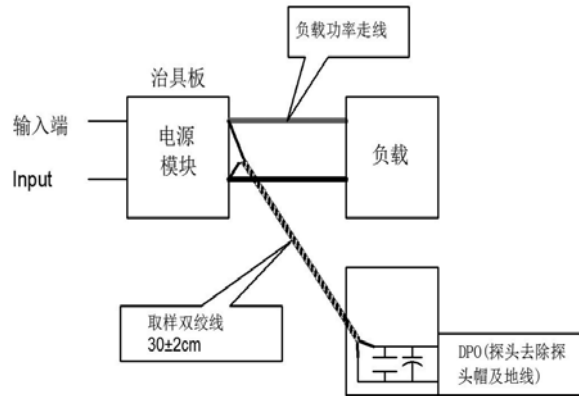 负载功率走线
治具板
输入端
Input
电源
模块
负载
取样双绞线
30±2cm
DPO(探头去除探
头帽及地线)